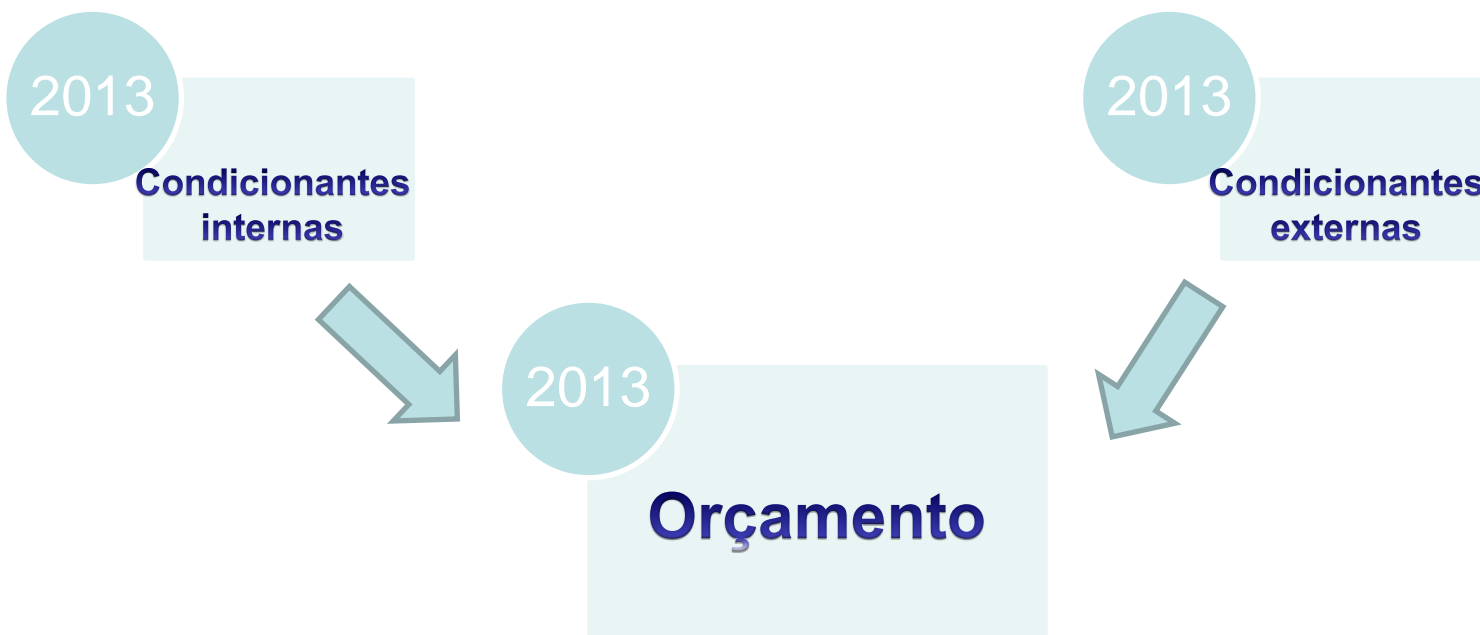 2013
Condicionantes
internas
2013
Condicionantes
externas
2013
Orçamento